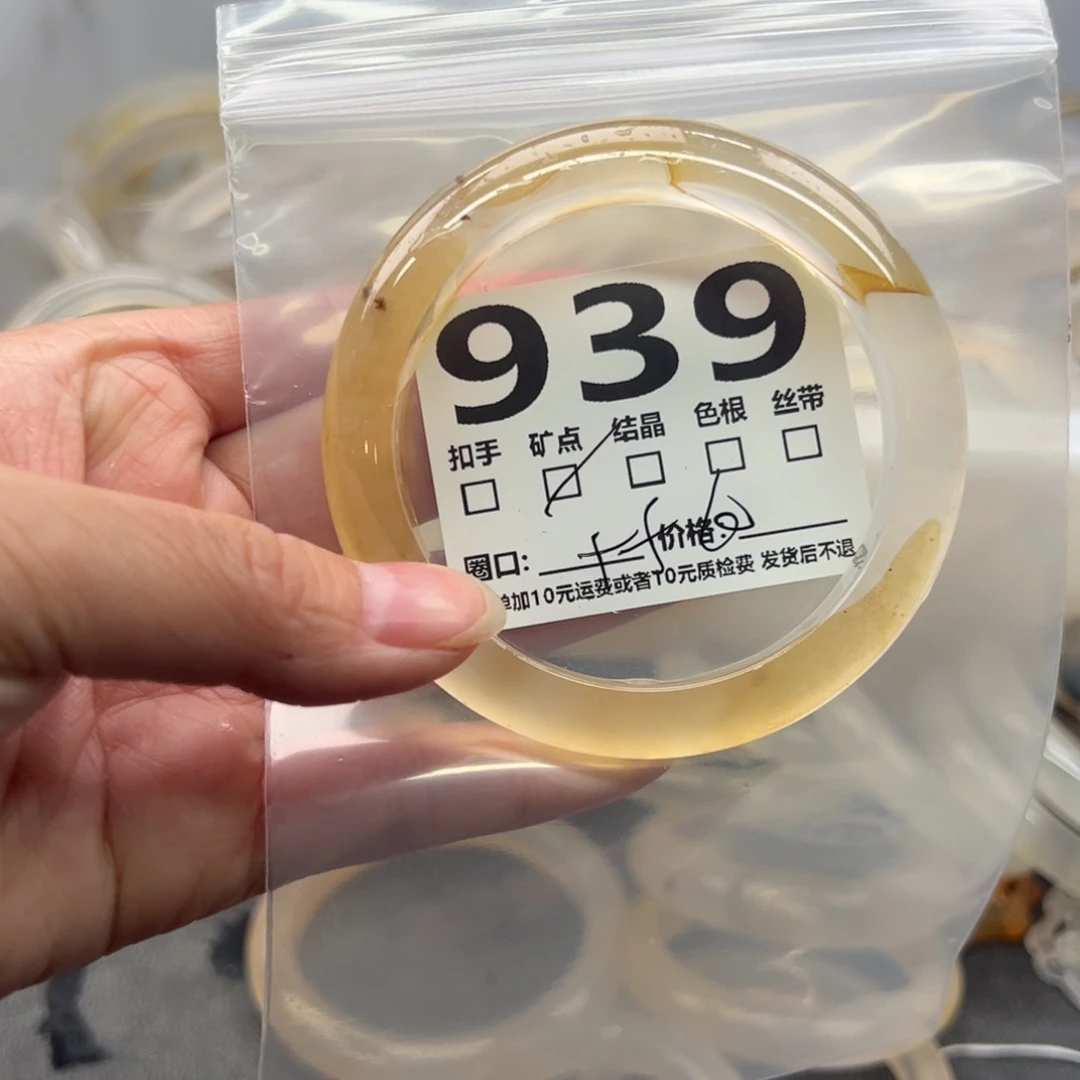 939
扣手 矿点 结晶 色根 丝带
圈口: 价格:
单加10元运费或者10元质检费 发货后不退